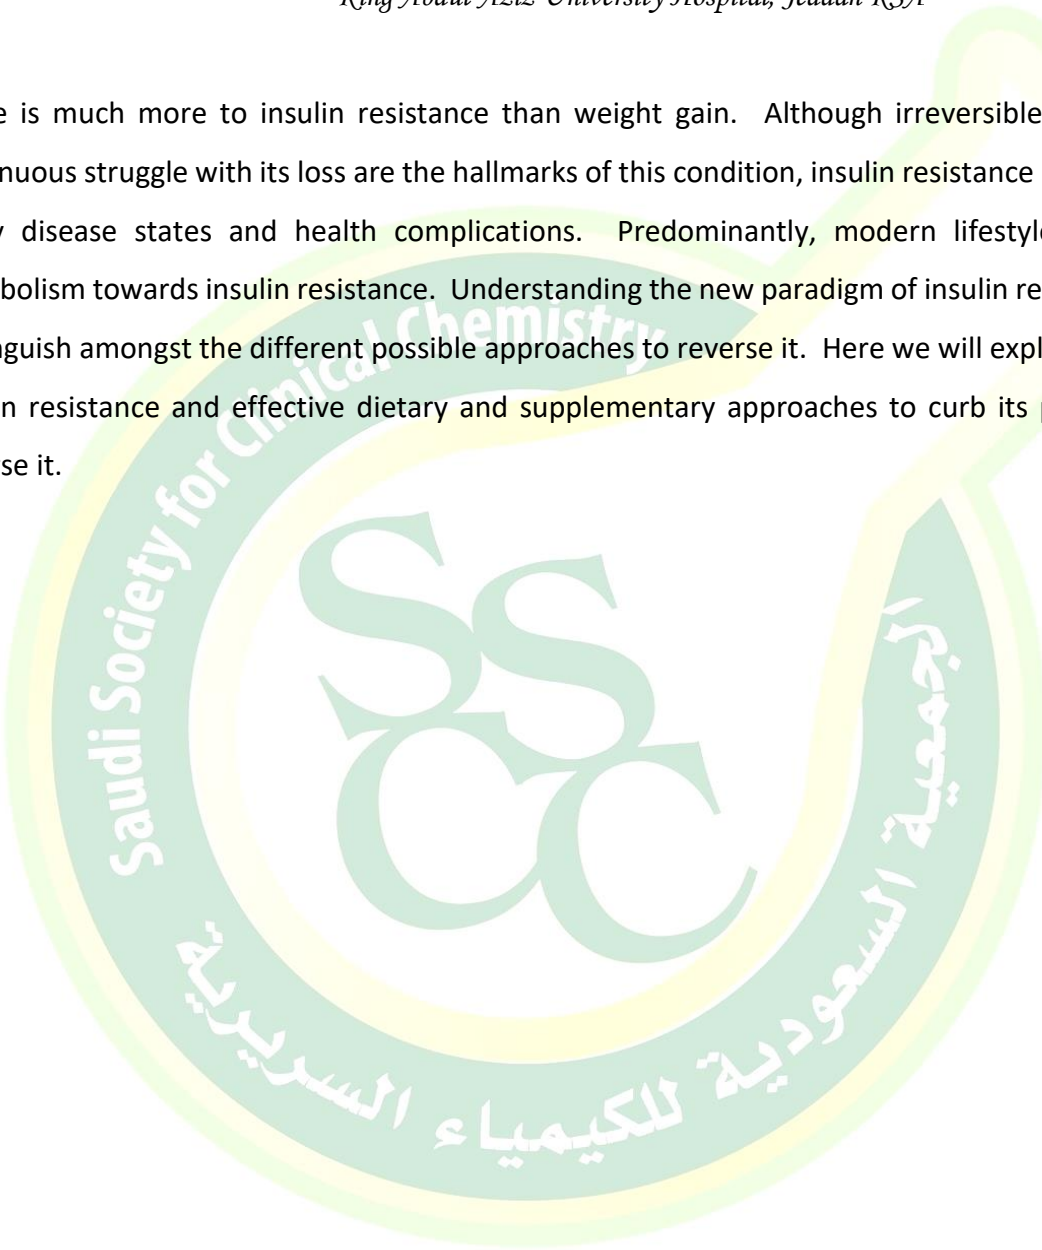 King Abdul Aziz University Hospital, Jeddah KSA
e is much more to insulin resistance than weight gain. Although irreversible
nuous struggle with its loss are the hallmarks of this condition, insulin resistance
y disease states and health complications. Predominantly, modern lifestyle
bolism towards insulin resistance. Understanding the new paradigm of insulin re
nguish amongst the different possible approaches to reverse it. Here we will expl
n resistance and effective dietary and supplementary approaches to curb its p
se it.
Saudi Society for Clinical Chemistry
SSCC
الجمعية السعودية للكيمياء السريرية